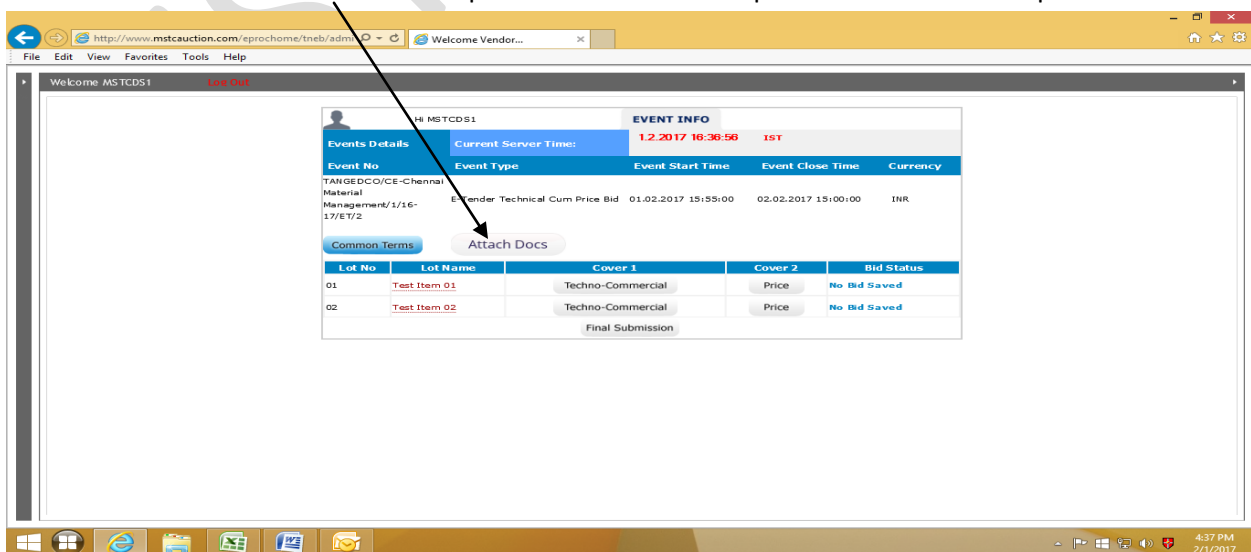 http://www.mstcauction.com/eprochome/tneb/admi
Welcome Vendor...
File Edit View Favorites Tools Help
Welcome MSTCDS1 Log Out
Hi MSTCDS1 EVENT INFO
Events Details Current Server Time: 1.2.2017 16:36:56 IST
Event No Event Type Event Start Time Event Close Time Currency
TANGEDCO/CE-Chennai
Material
Management/1/16-
17/ET/2
E-Tender Technical Cum Price Bid 01.02.2017 15:55:00 02.02.2017 15:00:00 INR
Common Terms Attach Docs
Lot No Lot Name Cover 1 Cover 2 Bid Status
01 Test Item 01 Techno-Commercial Price No Bid Saved
02 Test Item 02 Techno-Commercial Price No Bid Saved
Final Submission
4:37 PM
2/1/2017